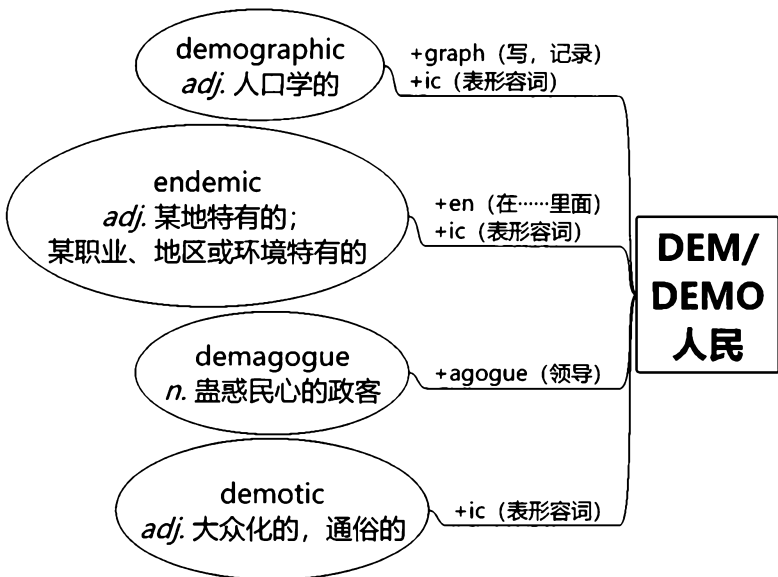 demographic
adj. 人口学的
+graph（写，记录）
+ic（表形容词）
endemic
adj. 某地特有的；
某职业、地区或环境特有的
+en（在……里面）
+ic（表形容词）
DEM/
DEMO
人民
demagogue
n. 蛊惑民心的政客
+agogue（领导）
demotic
adj. 大众化的，通俗的
+ic（表形容词）